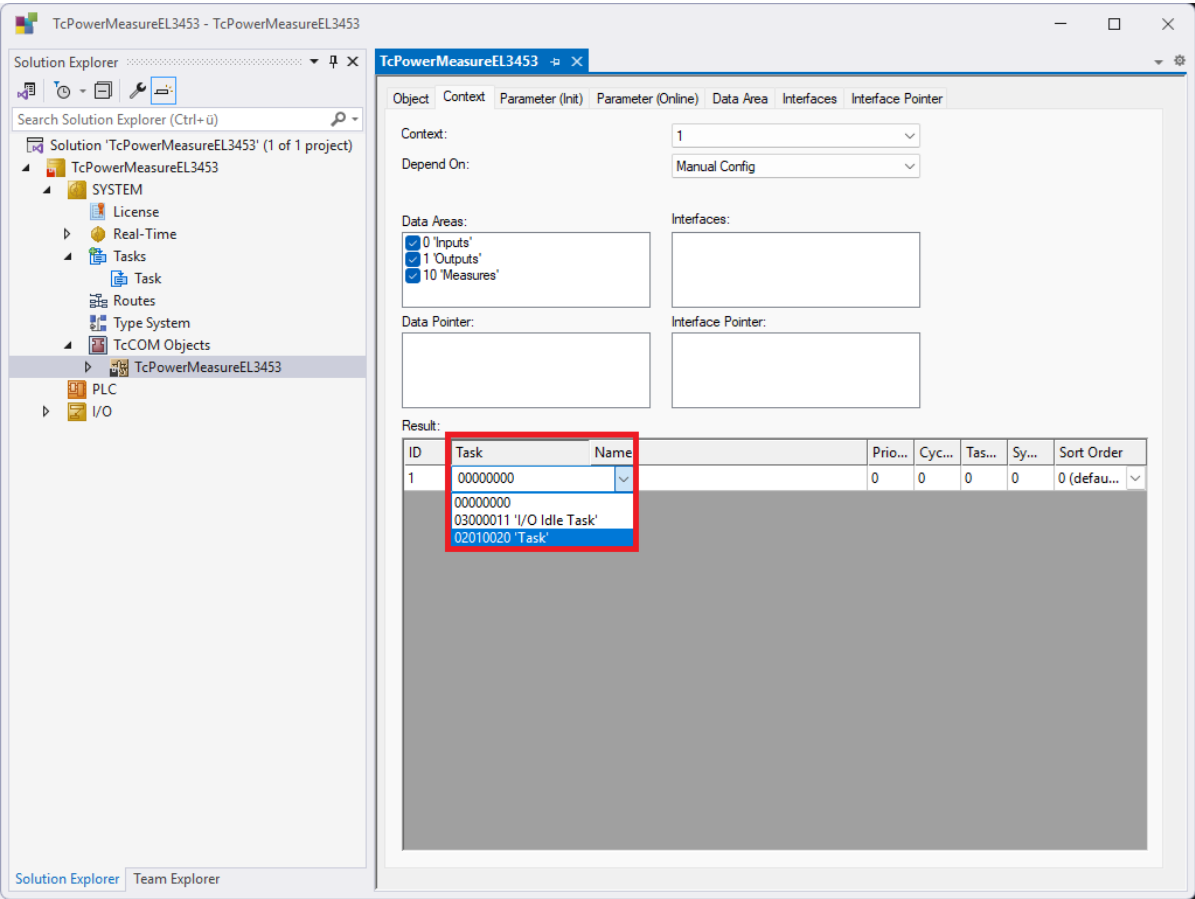 TcPowerMeasureEL3453 - TcPowerMeasureEL3453
Solution Explorer
Search Solution Explorer (Ctrl+ü)
Solution 'TcPowerMeasureEL3453' (1 of 1 project)
TcPowerMeasureEL3453
SYSTEM
License
Real-Time
Tasks
Task
Routes
Type System
TcCOM Objects
TcPowerMeasureEL3453
PLC
I/O
Solution Explorer Team Explorer
TcPowerMeasureEL3453
Object Context Parameter (Init) Parameter (Online) Data Area Interfaces Interface Pointer
Context: 1
Depend On: Manual Config
Data Areas: Interfaces:
0 'Inputs'
1 'Outputs'
10 'Measures'
Data Pointer: Interface Pointer:
Result:
ID Task Name Prio... Cyc... Tas... Sy... Sort Order
1 00000000 0 0 0 0 0 (defau...
00000000
03000011 'I/O Idle Task'
02010020 'Task'